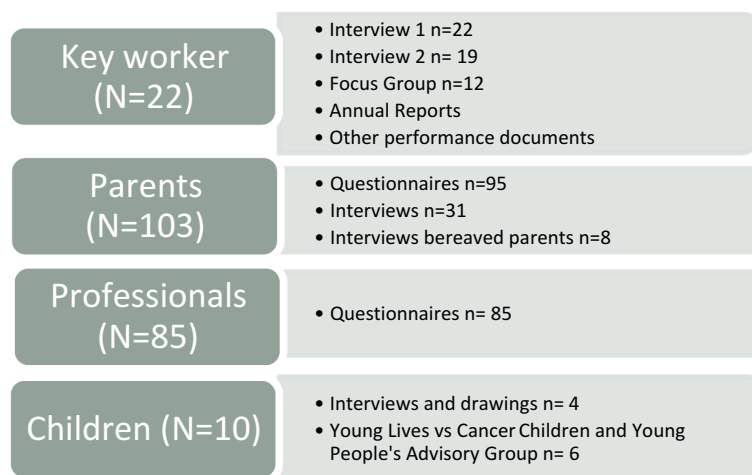 Key worker
(N=22)
• Interview 1 n=22
• Interview 2 n= 19
• Focus Group n=12
• Annual Reports
• Other performance documents
Parents
(N=103)
• Questionnaires n=95
• Interviews n=31
• Interviews bereaved parents n=8
Professionals
(N=85)
• Questionnaires n= 85
Children (N=10)
• Interviews and drawings n= 4
• Young Lives vs Cancer Children and Young
People's Advisory Group n= 6